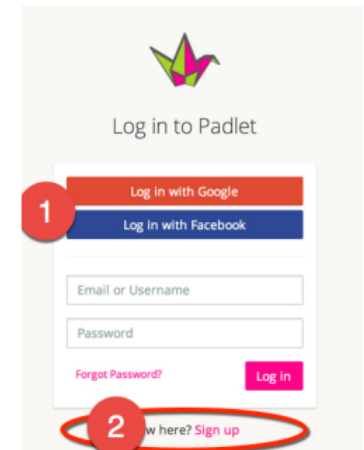 Log in to Padlet
1
Log in with Google
Log in with Facebook
Email or Username
Password
Forgot Password? Log in
2 w here? Sign up